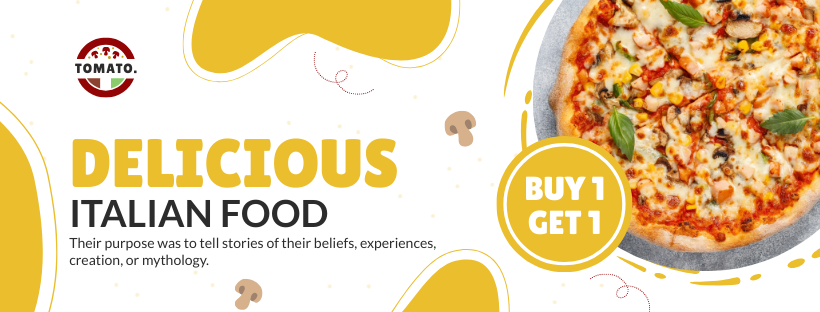 TOMATO.
DELICIOUS
ITALIAN FOOD
Their purpose was to tell stories of their beliefs, experiences,
creation, or mythology.
BUY 1
GET 1